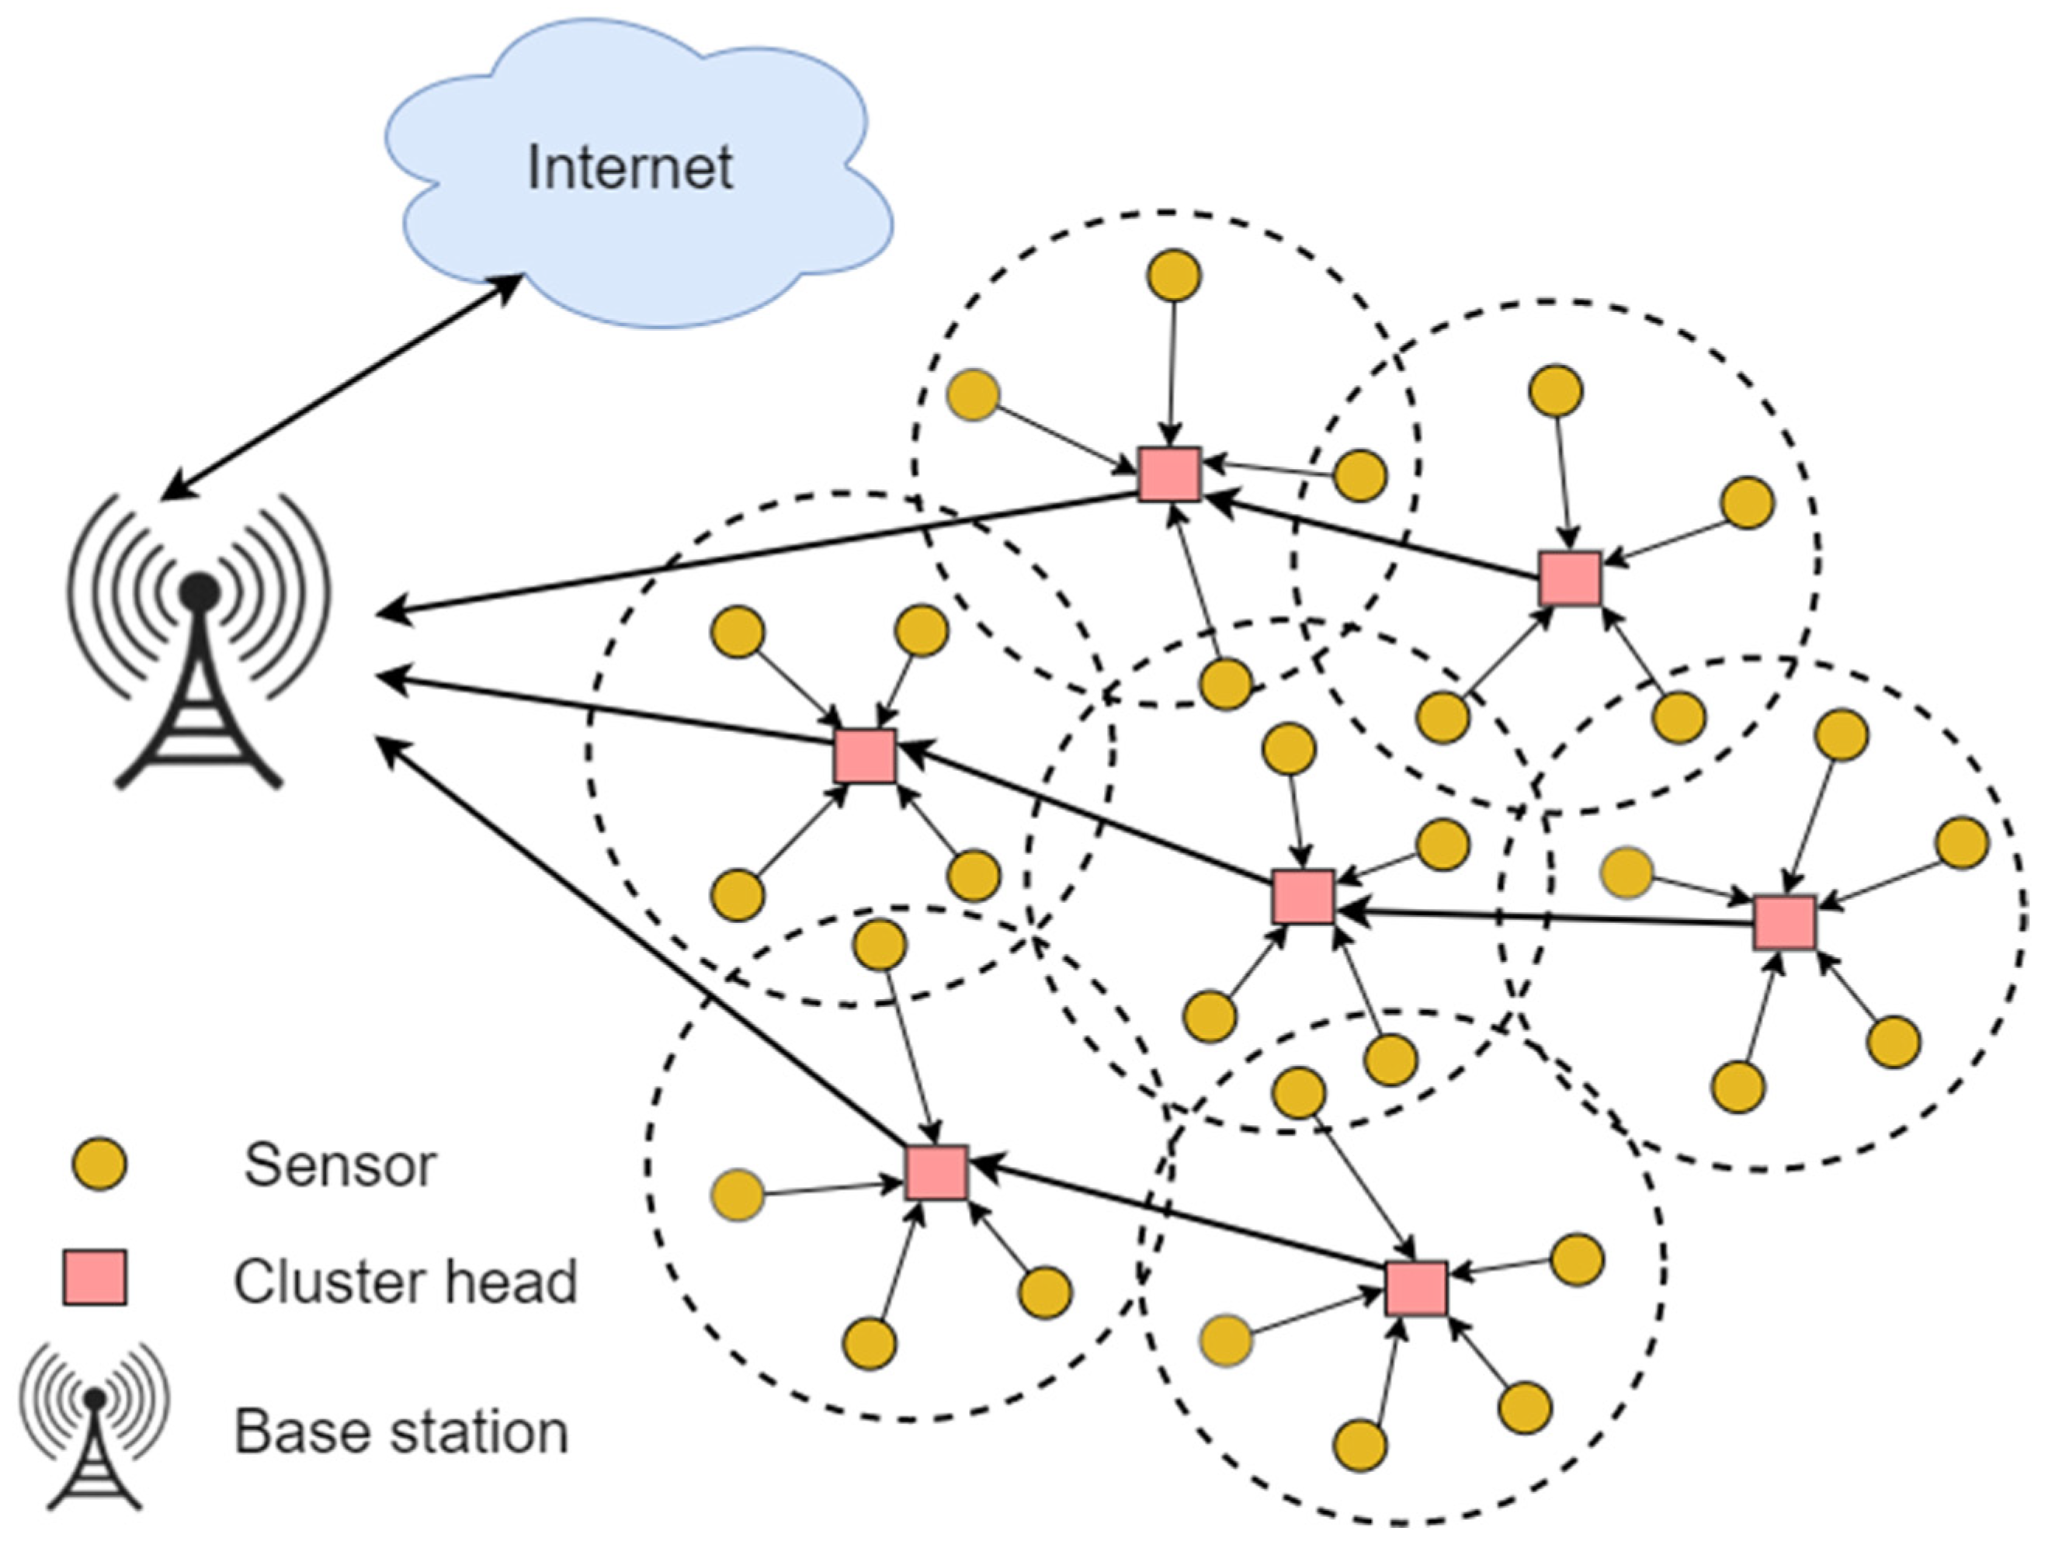 Internet
Sensor
Cluster head
Base station